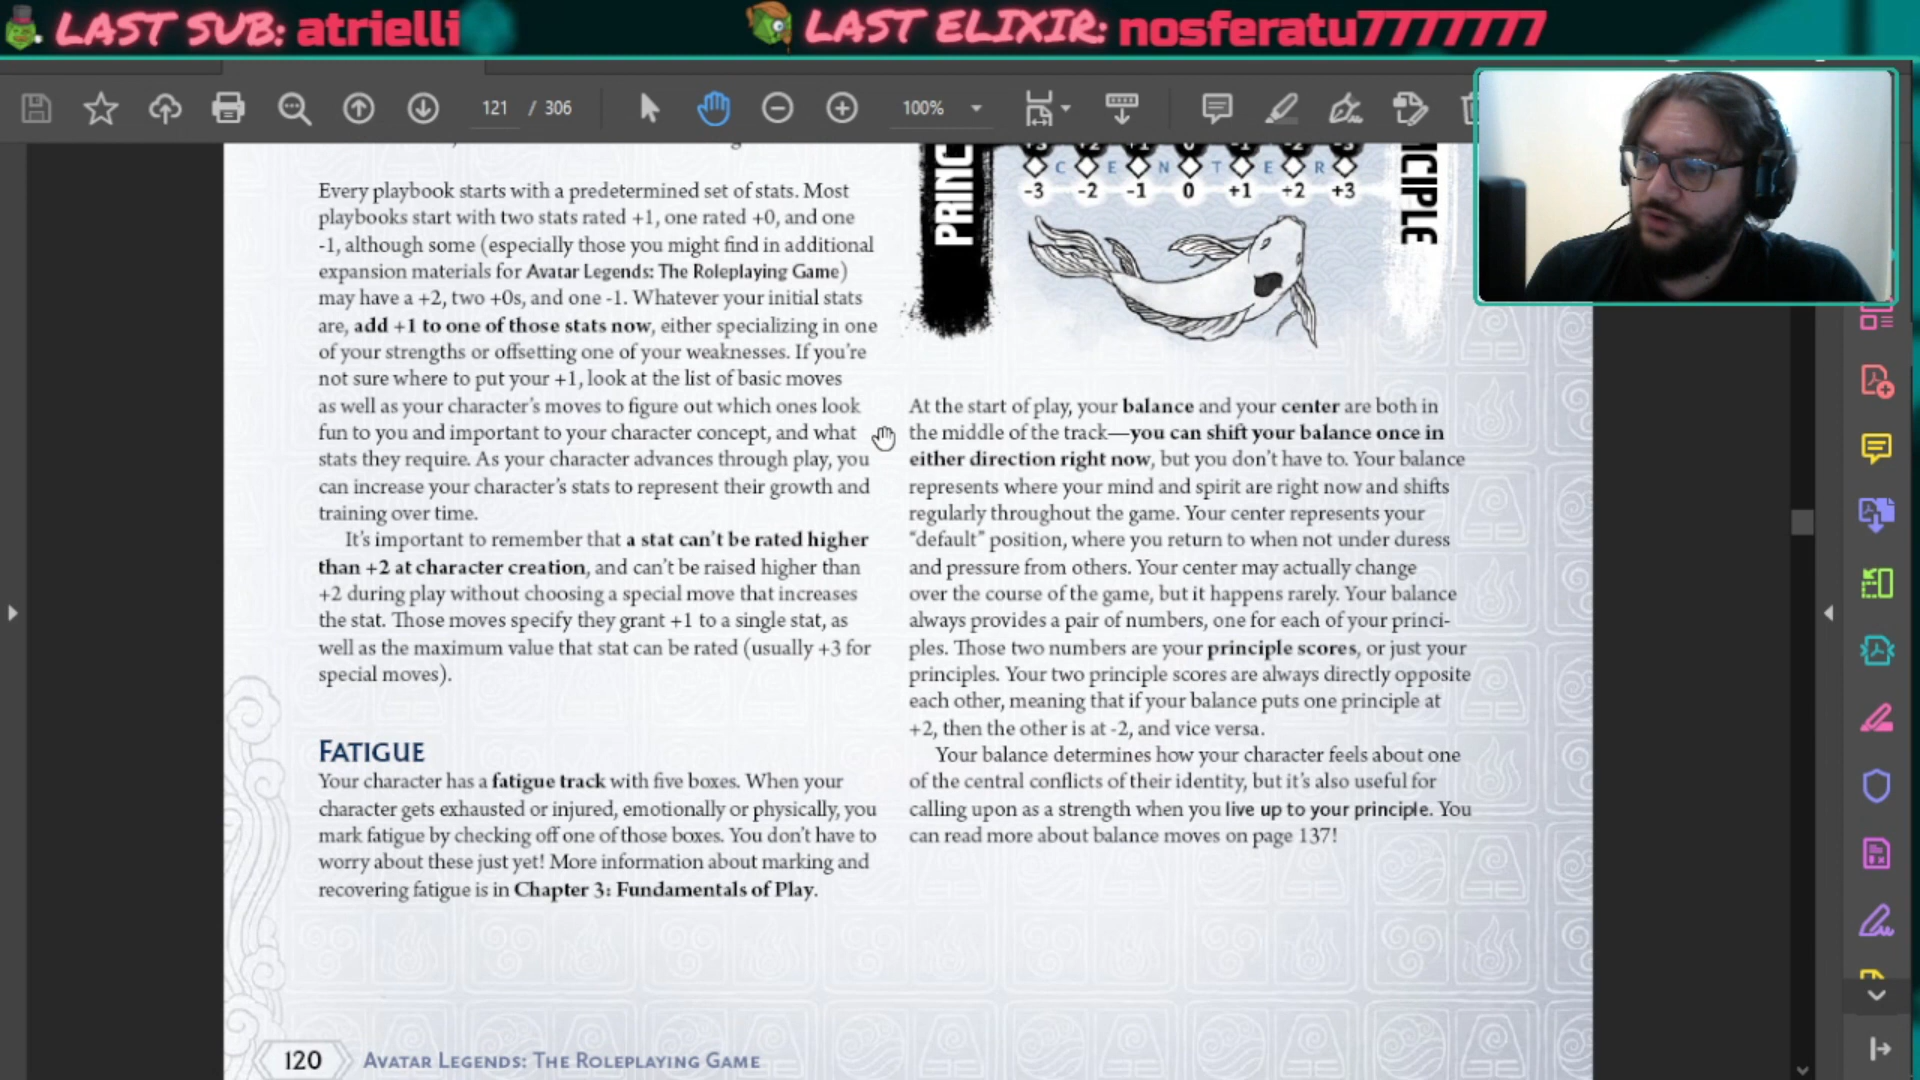 LAST SUB: atrielli
LAST ELIXIR: nosferatu7777777
121 / 306
100%
Every playbook starts with a predetermined set of stats. Most
playbooks start with two stats rated +1, one rated +0, and one
-1, although some (especially those you might find in additional
expansion materials for Avatar Legends: The Roleplaying Game)
may have a +2, two +0s, and one -1. Whatever your initial stats
are, add +1 to one of those stats now, either specializing in one
of your strengths or offsetting one of your weaknesses. If you're
not sure where to put your +1, look at the list of basic moves
as well as your character's moves to figure out which ones look
fun to you and important to your character concept, and what
stats they require. As your character advances through play, you
can increase your character's stats to represent their growth and
training over time.
It's important to remember that a stat can't be rated higher
than +2 at character creation, and can't be raised higher than
+2 during play without choosing a special move that increases
the stat. Those moves specify they grant +1 to a single stat, as
well as the maximum value that stat can be rated (usually +3 for
special moves).
FATIGUE
Your character has a fatigue track with five boxes. When your
character gets exhausted or injured, emotionally or physically, you
mark fatigue by checking off one of those boxes. You don't have to
worry about these just yet! More information about marking and
recovering fatigue is in Chapter 3: Fundamentals of Play.
CENTER
-3 -2 -1 0 +1 +2 +3
At the start of play, your balance and your center are both in
the middle of the track—you can shift your balance once in
either direction right now, but you don't have to. Your balance
represents where your mind and spirit are right now and shifts
regularly throughout the game. Your center represents your
"default" position, where you return to when not under duress
and pressure from others. Your center may actually change
over the course of the game, but it happens rarely. Your balance
always provides a pair of numbers, one for each of your princi-
ples. Those two numbers are your principle scores, or just your
principles. Your two principle scores are always directly opposite
each other, meaning that if your balance puts one principle at
+2, then the other is at -2, and vice versa.
Your balance determines how your character feels about one
of the central conflicts of their identity, but it's also useful for
calling upon as a strength when you live up to your principle. You
can read more about balance moves on page 137!
120 AVATAR LEGENDS: THE ROLEPLAYING GAME